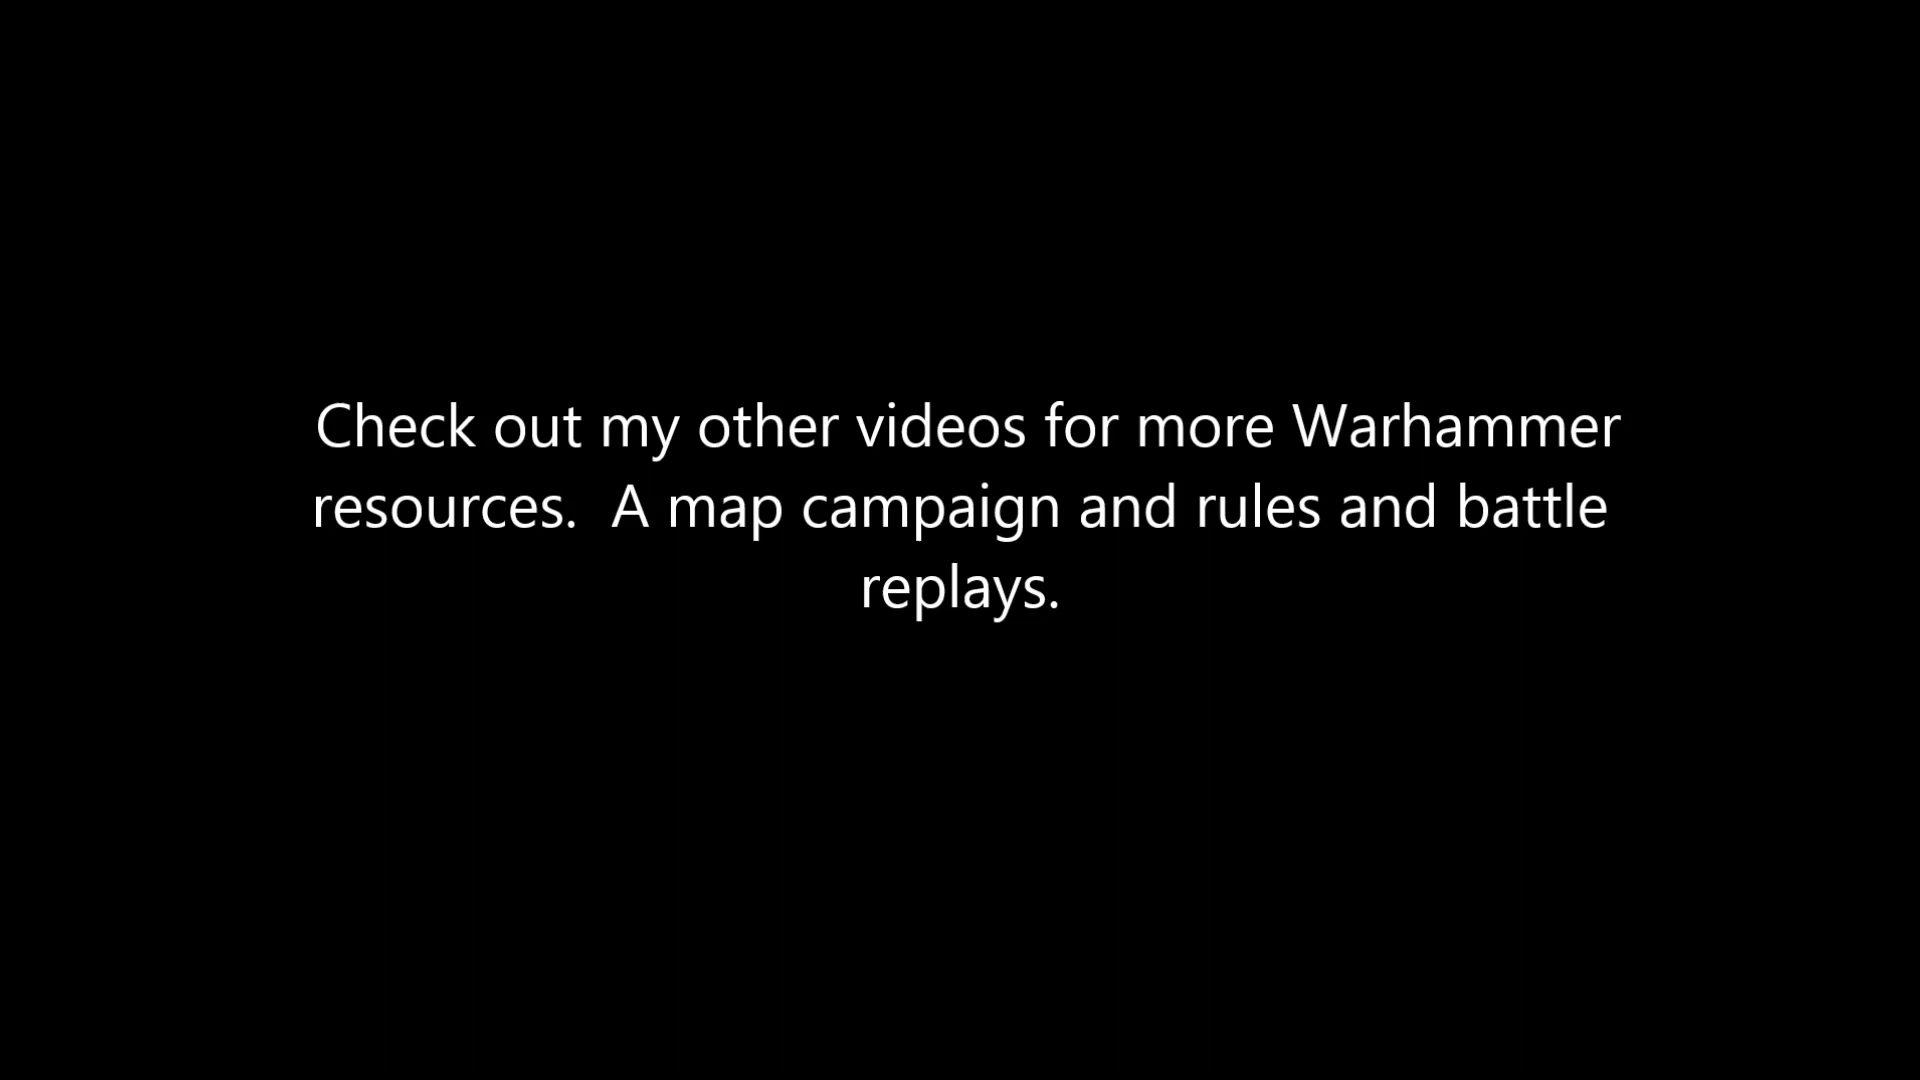 Check out my other videos for more Warhammer
resources.  A map campaign and rules and battle
replays.